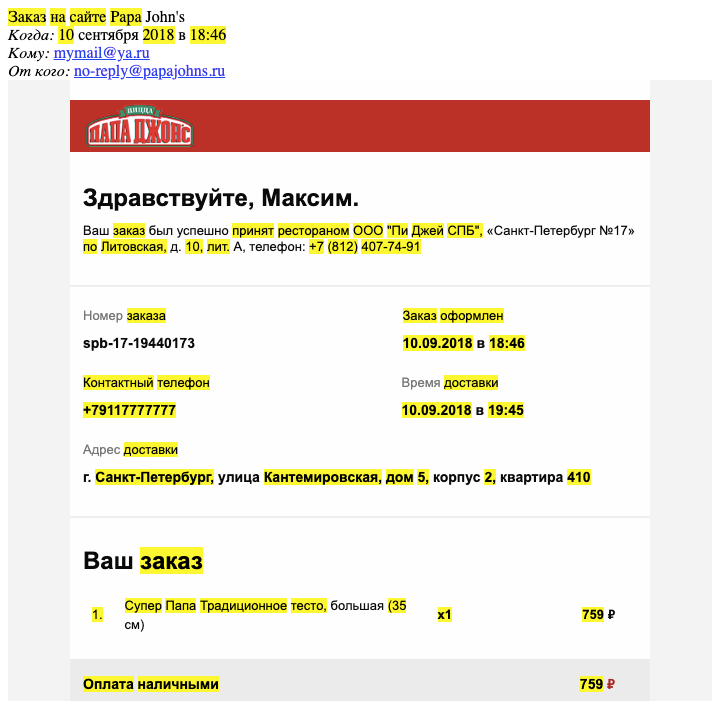 Заказ на сайте Papa John's
Когда: 10 сентября 2018 в 18:46
Кому: mymail@ya.ru
От кого: no-reply@papajohns.ru
ПИЦЦА
ПАПА ДЖОНС
Здравствуйте, Максим.
Ваш заказ был успешно принят рестораном ООО "Пи Джей СПБ", «Санкт-Петербург №17»
по Литовская, д. 10, лит. А, телефон: +7 (812) 407-74-91
Номер заказа
Заказ оформлен
spb-17-19440173
10.09.2018 в 18:46
Контактный телефон
Время доставки
+79117777777
10.09.2018 в 19:45
Адрес доставки
г. Санкт-Петербург, улица Кантемировская, дом 5, корпус 2, квартира 410
Ваш заказ
1. Супер Папа Традиционное тесто, большая (35 x1 759 ₽
см)
Оплата наличными 759 ₽